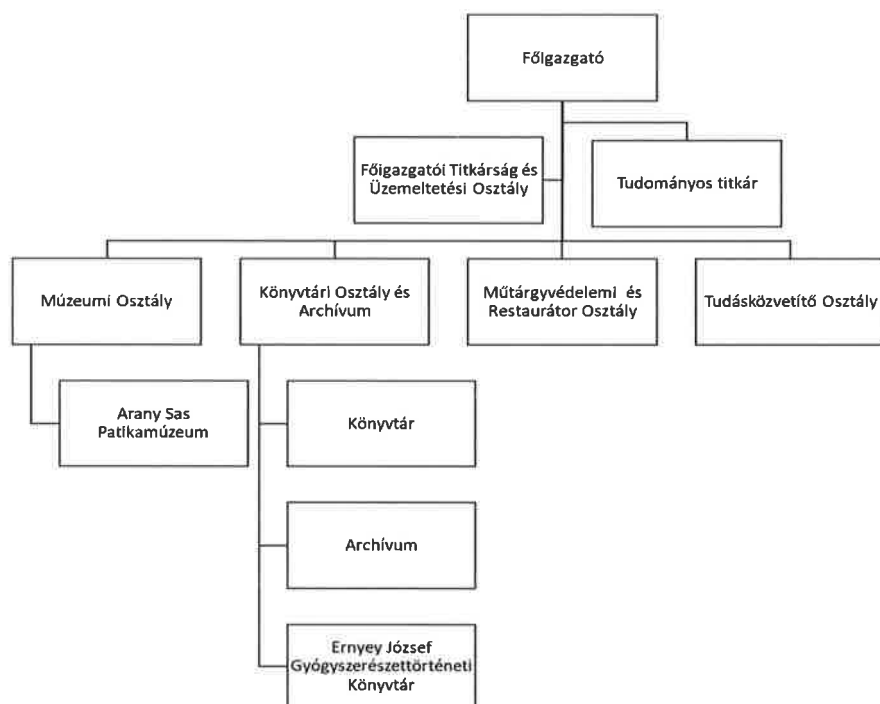 Főigazgató
Főigazgatói Titkárság és
Üzemeltetési Osztály
Tudományos titkár
Múzeumi Osztály
Könyvtári Osztály és
Archívum
Műtárgyvédelemi és
Restaurátor Osztály
Tudásközvetítő Osztály
Arany Sas
Patikamúzeum
Könyvtár
Archívum
Ernyey József
Gyógyszerészettörténeti
Könyvtár